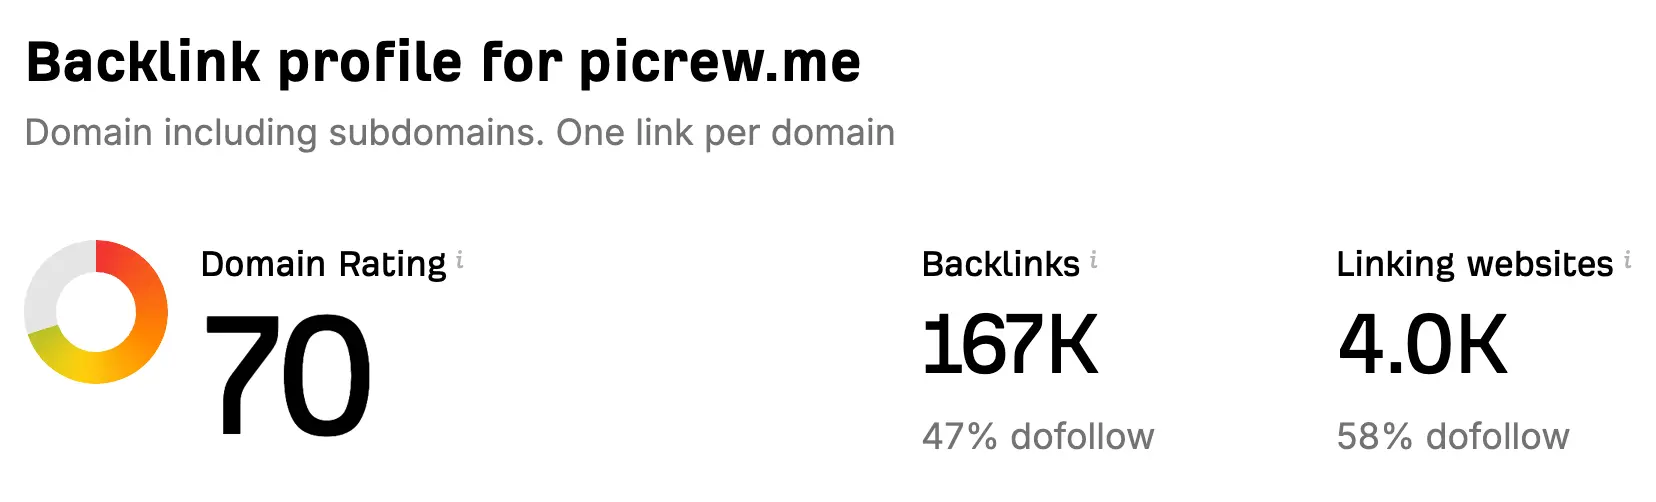 Backlink profile for picrew.me
Domain including subdomains. One link per domain
Domain Rating i
70
Backlinks i
167K
47% dofollow
Linking websites i
4.0K
58% dofollow